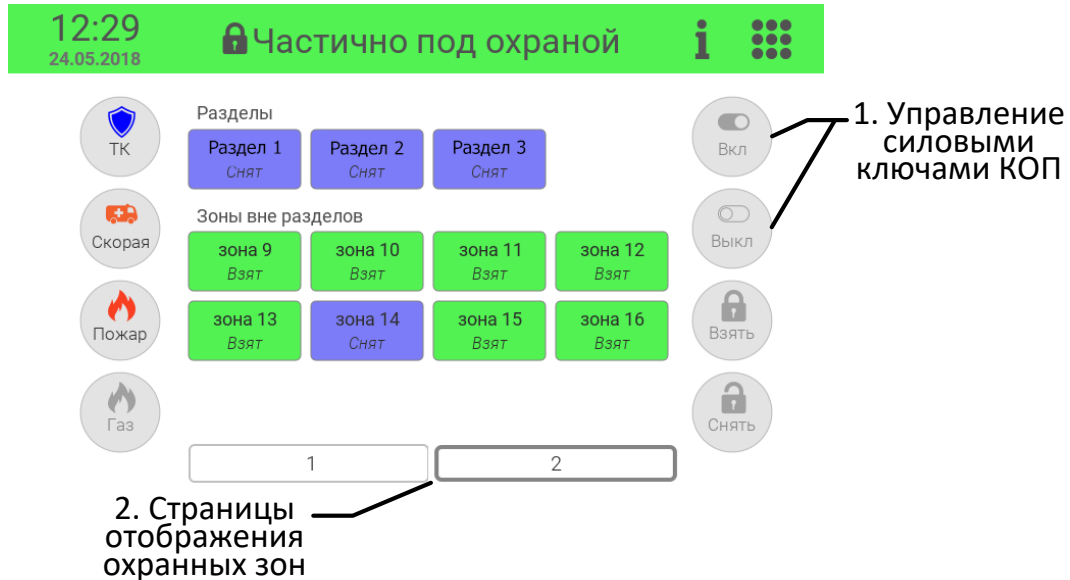 12:29
24.05.2018
Частично под охраной
i
ТК
Скорая
Пожар
Газ
Разделы
Раздел 1
Снят
Раздел 2
Снят
Раздел 3
Снят
Зоны вне разделов
зона 9
Взят
зона 10
Взят
зона 11
Взят
зона 12
Взят
зона 13
Взят
зона 14
Снят
зона 15
Взят
зона 16
Взят
1
2
Вкл
Выкл
Взять
Снять
1. Управление
силовыми
ключами КОП
2. Страницы
отображения
охранных зон